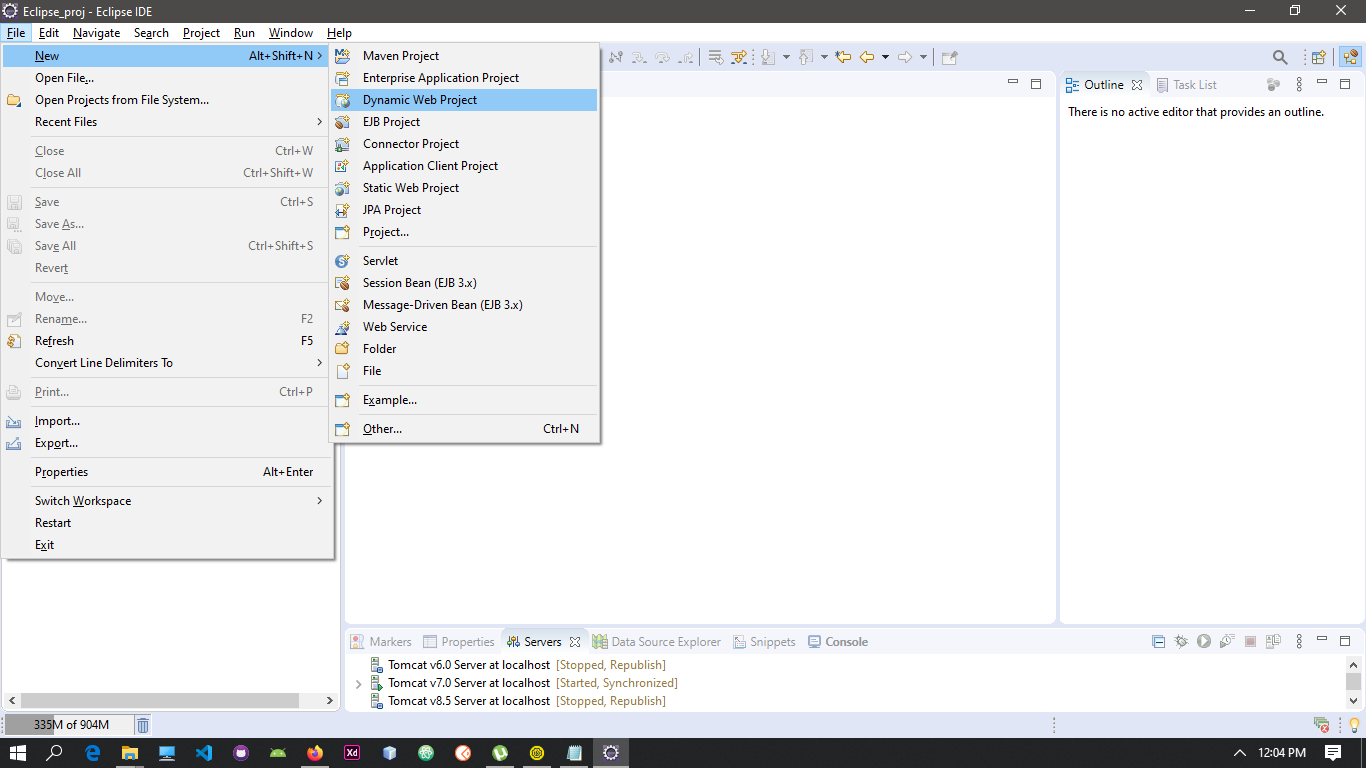 Eclipse_proj - Eclipse IDE
File Edit Navigate Search Project Run Window Help
New Alt+Shift+N
Open File...
Open Projects from File System...
Recent Files
Close Ctrl+W
Close All Ctrl+Shift+W
Save Ctrl+S
Save As...
Save All Ctrl+Shift+S
Revert
Move...
Rename... F2
Refresh F5
Convert Line Delimiters To
Print... Ctrl+P
Import...
Export...
Properties Alt+Enter
Switch Workspace
Restart
Exit
Maven Project
Enterprise Application Project
Dynamic Web Project
EJB Project
Connector Project
Application Client Project
Static Web Project
JPA Project
Project...
Servlet
Session Bean (EJB 3.x)
Message-Driven Bean (EJB 3.x)
Web Service
Folder
File
Example...
Other... Ctrl+N
Outline Task List
There is no active editor that provides an outline.
Markers Properties Servers Data Source Explorer Snippets Console
Tomcat v6.0 Server at localhost [Stopped, Republish]
Tomcat v7.0 Server at localhost [Started, Synchronized]
Tomcat v8.5 Server at localhost [Stopped, Republish]
335M of 904M
Xd
12:04 PM